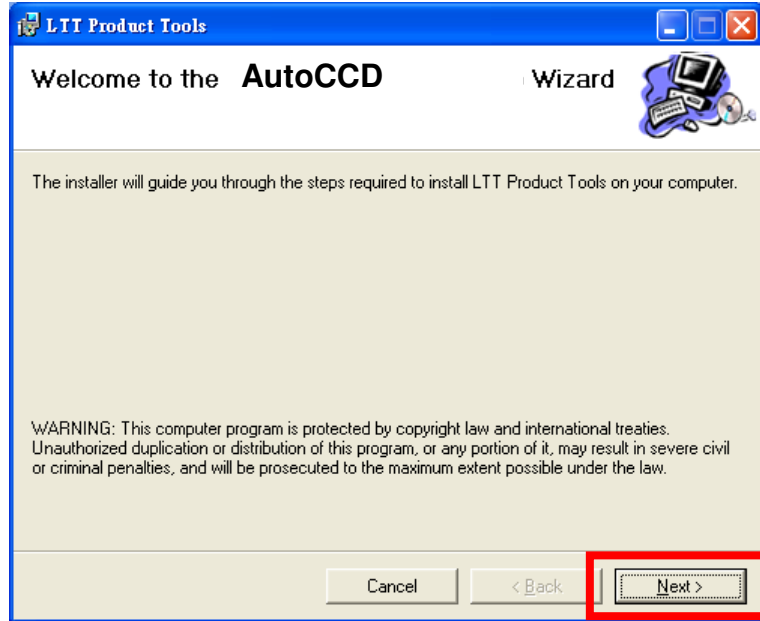 LTT Product Tools
Welcome to the AutoCCD Wizard
The installer will guide you through the steps required to install LTT Product Tools on your computer.
WARNING: This computer program is protected by copyright law and international treaties.
Unauthorized duplication or distribution of this program, or any portion of it, may result in severe civil
or criminal penalties, and will be prosecuted to the maximum extent possible under the law.
Cancel < Back Next >